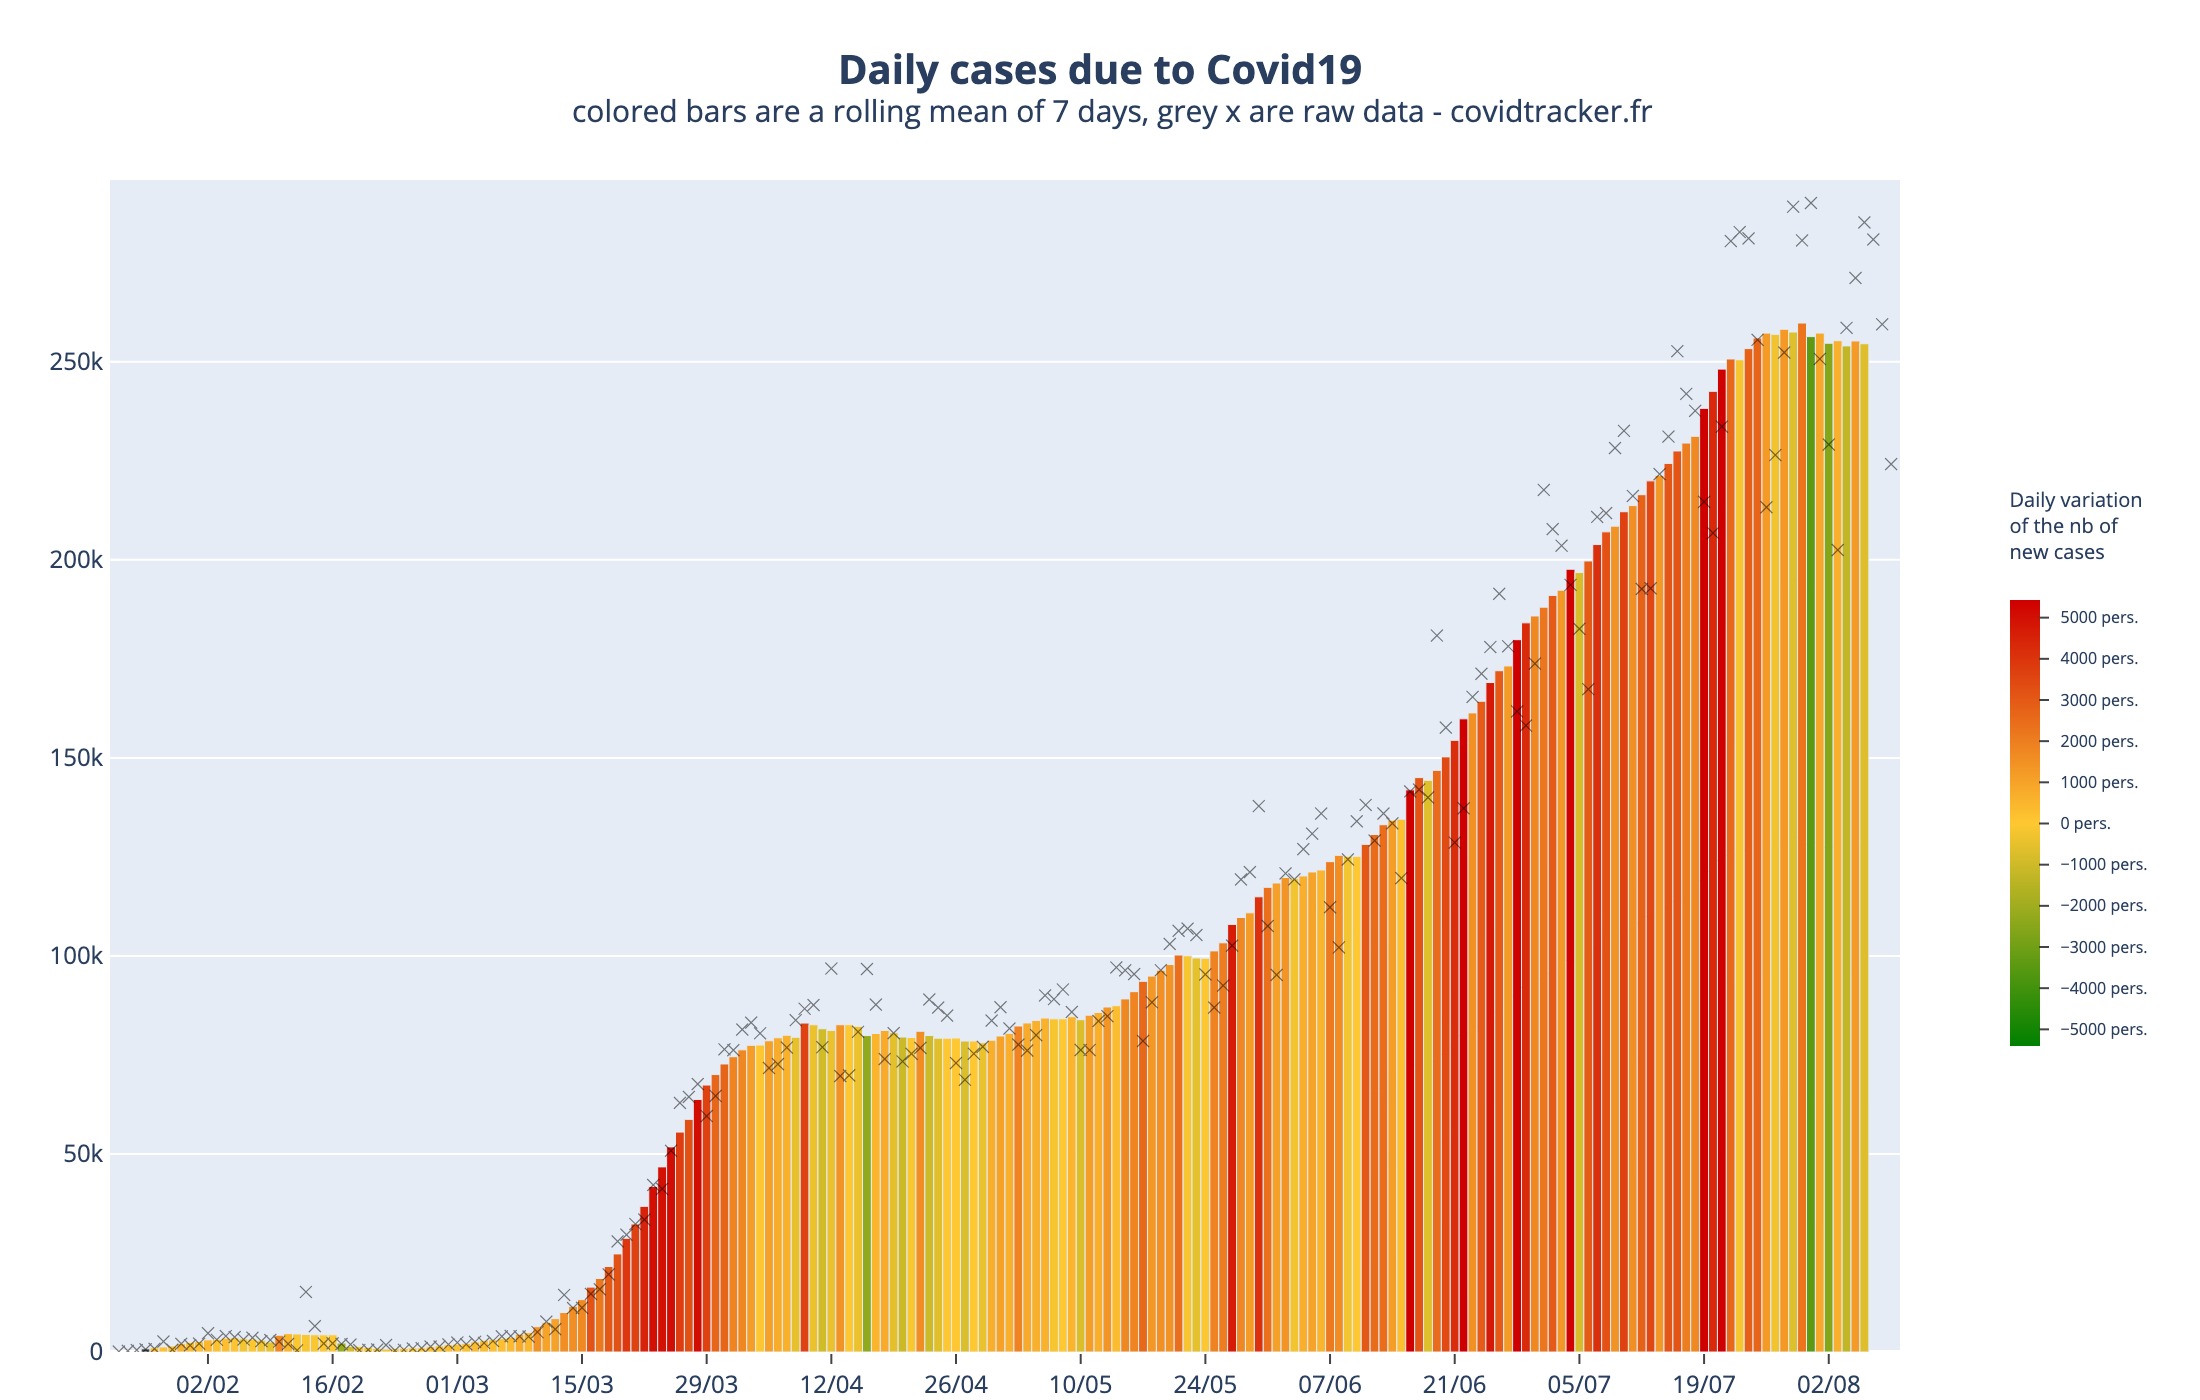 Daily cases due to Covid19
colored bars are a rolling mean of 7 days, grey x are raw data - covidtracker.fr
250k
200k
150k
100k
50k
0
02/02 16/02 01/03 15/03 29/03 12/04 26/04 10/05 24/05 07/06 21/06 05/07 19/07 02/08
Daily variation
of the nb of
new cases
5000 pers.
4000 pers.
3000 pers.
2000 pers.
1000 pers.
0 pers.
−1000 pers.
−2000 pers.
−3000 pers.
−4000 pers.
−5000 pers.